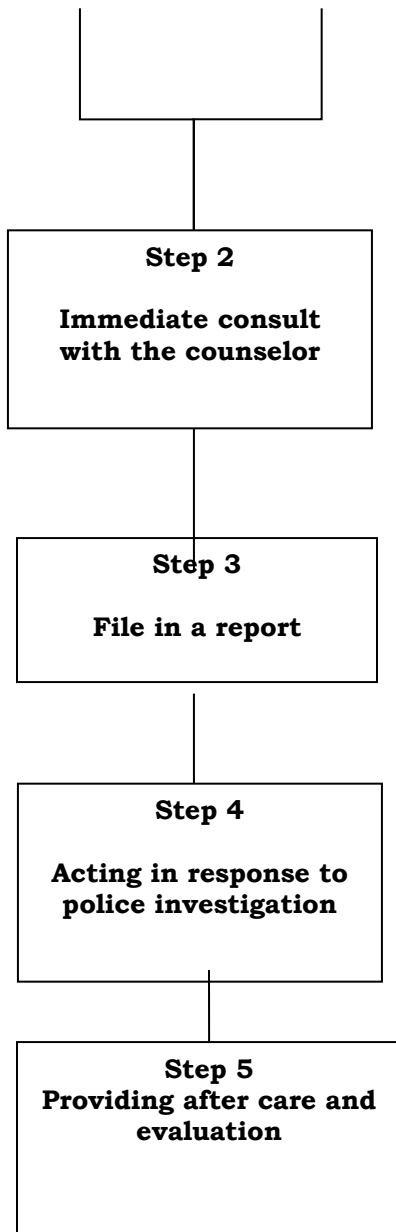 Step 2
Immediate consult
with the counselor
Step 3
File in a report
Step 4
Acting in response to
police investigation
Step 5
Providing after care and
evaluation